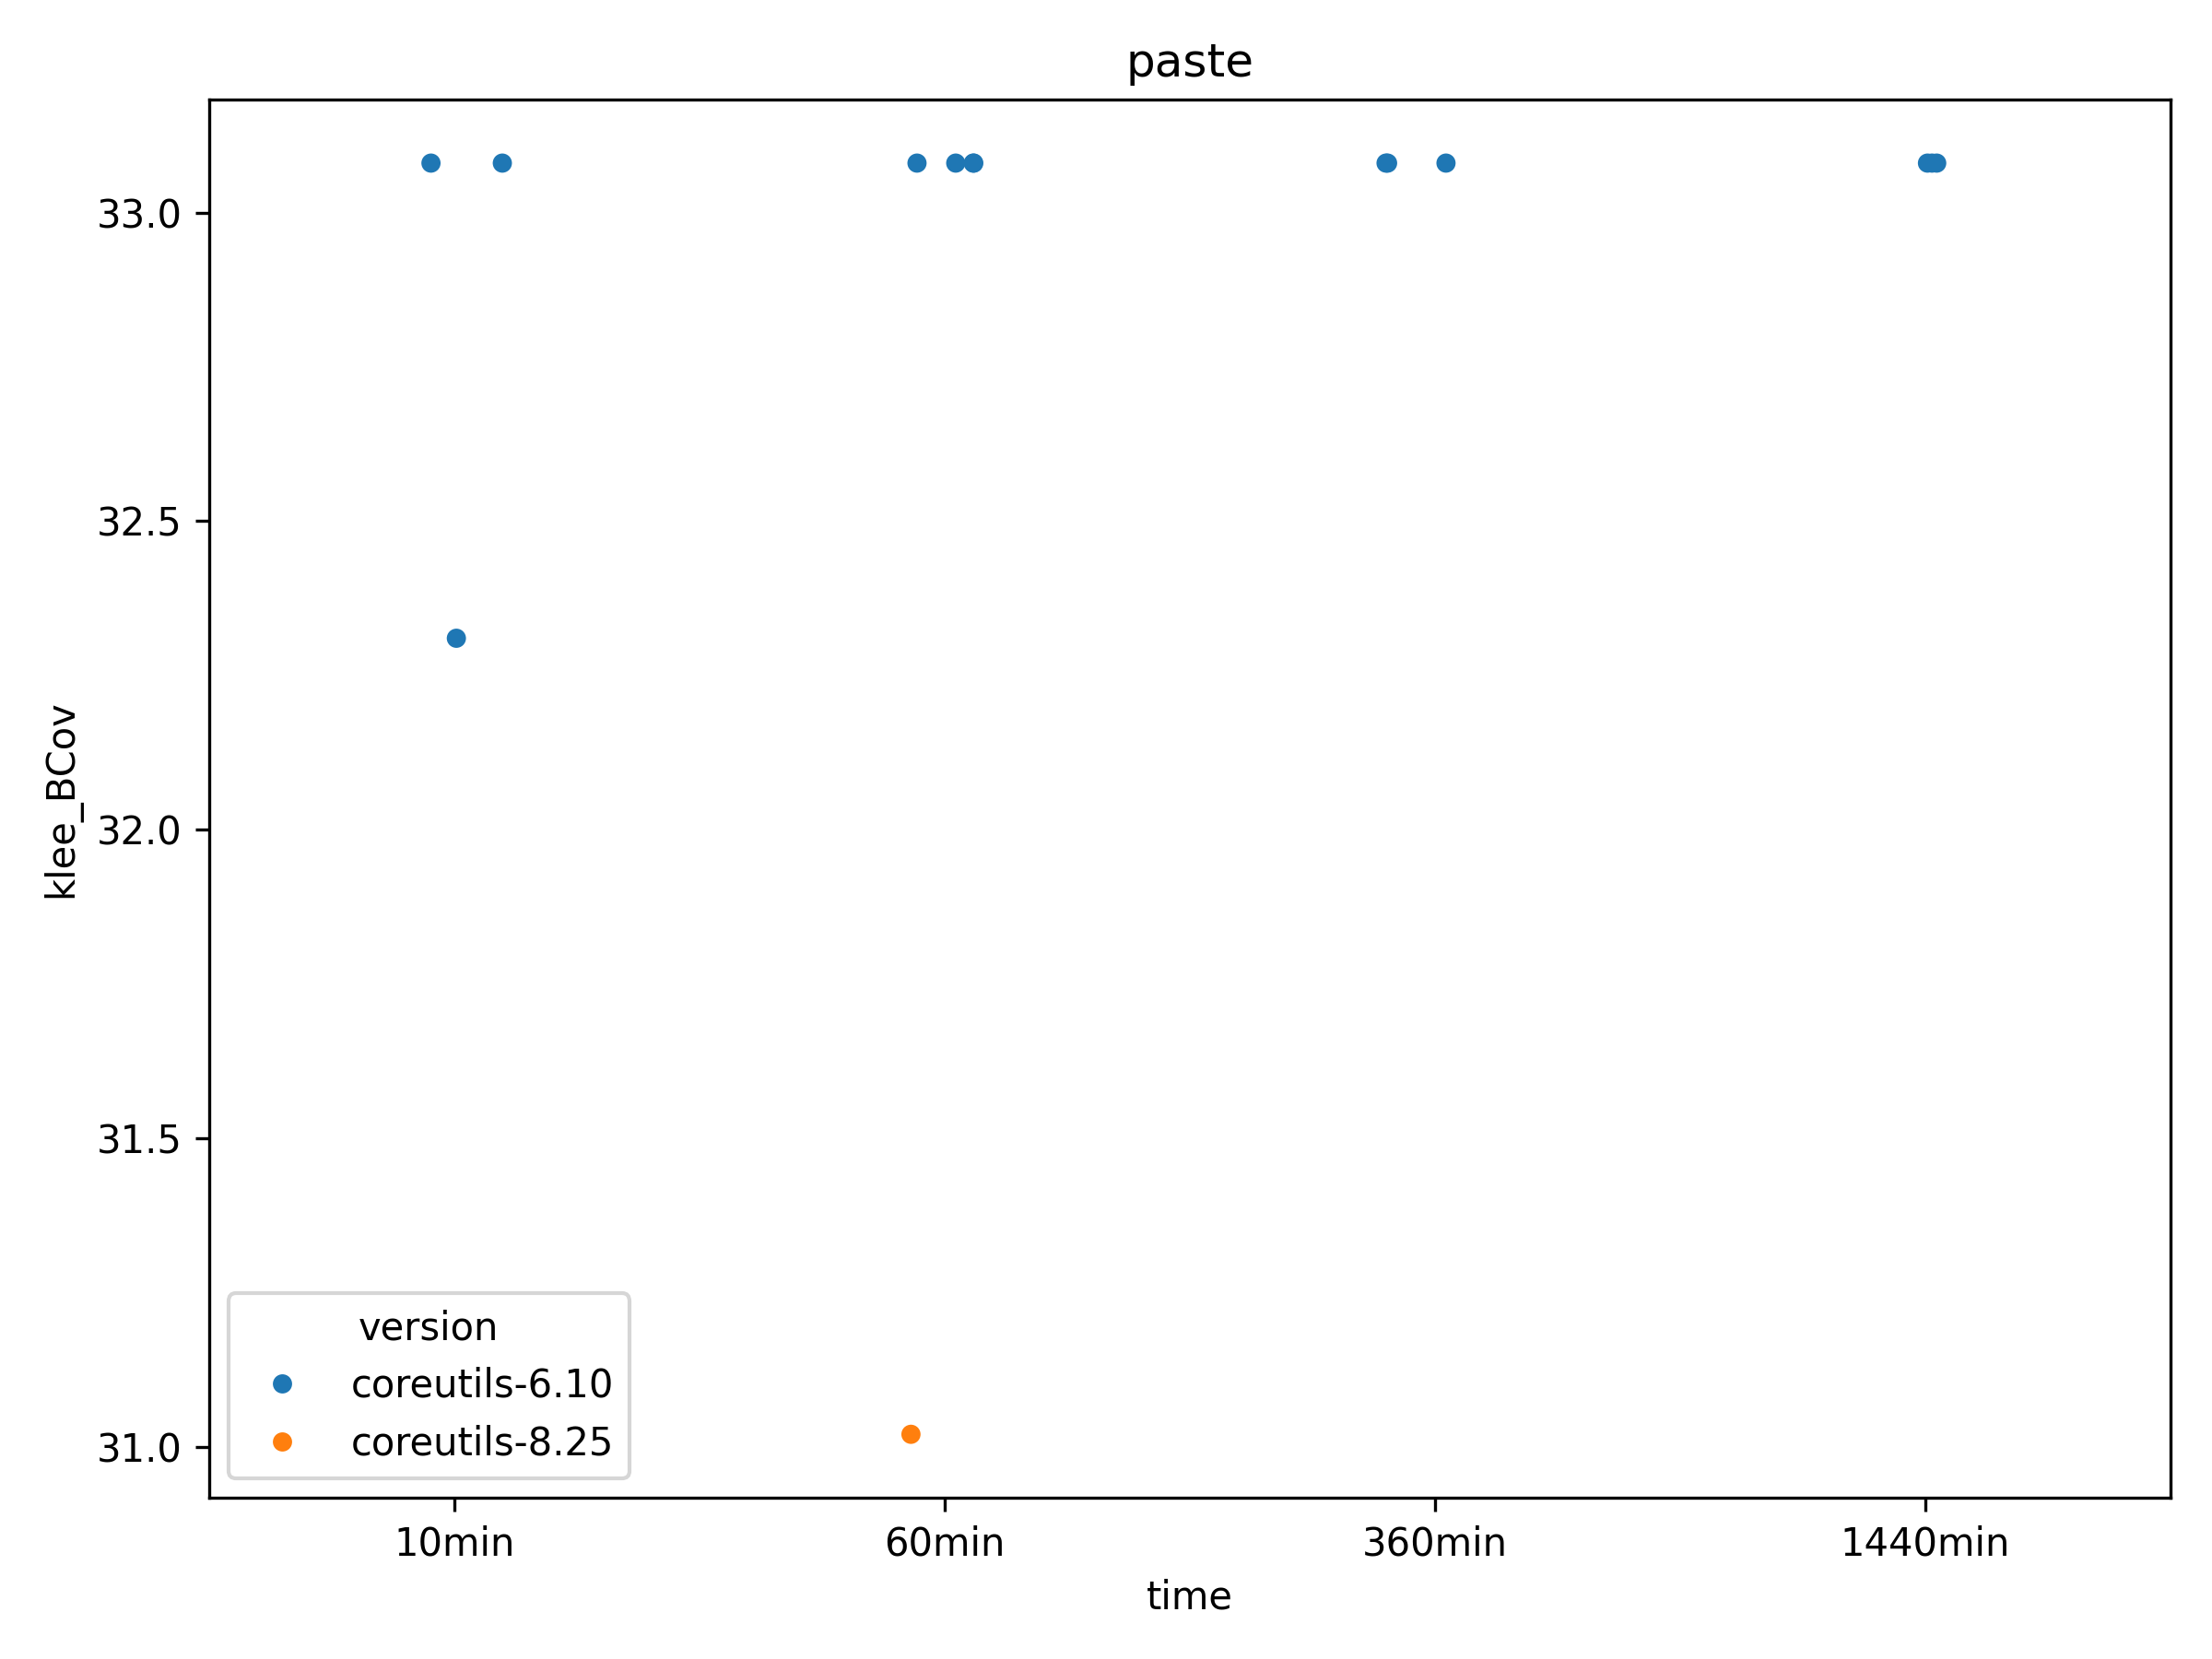 paste
klee_BCov
33.0
32.5
32.0
31.5
31.0
version
coreutils-6.10
coreutils-8.25
10min 60min 360min 1440min
time